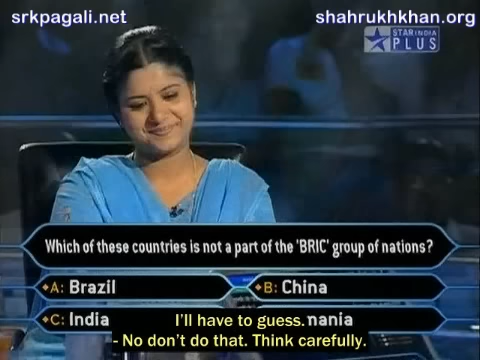 srkpagali.net
shahrukhkhan.org
STAR INDIA
PLUS
Which of these countries is not a part of the 'BRIC' group of nations?
A: Brazil
B: China
C: India
nania
I'll have to guess.
- No don't do that. Think carefully.